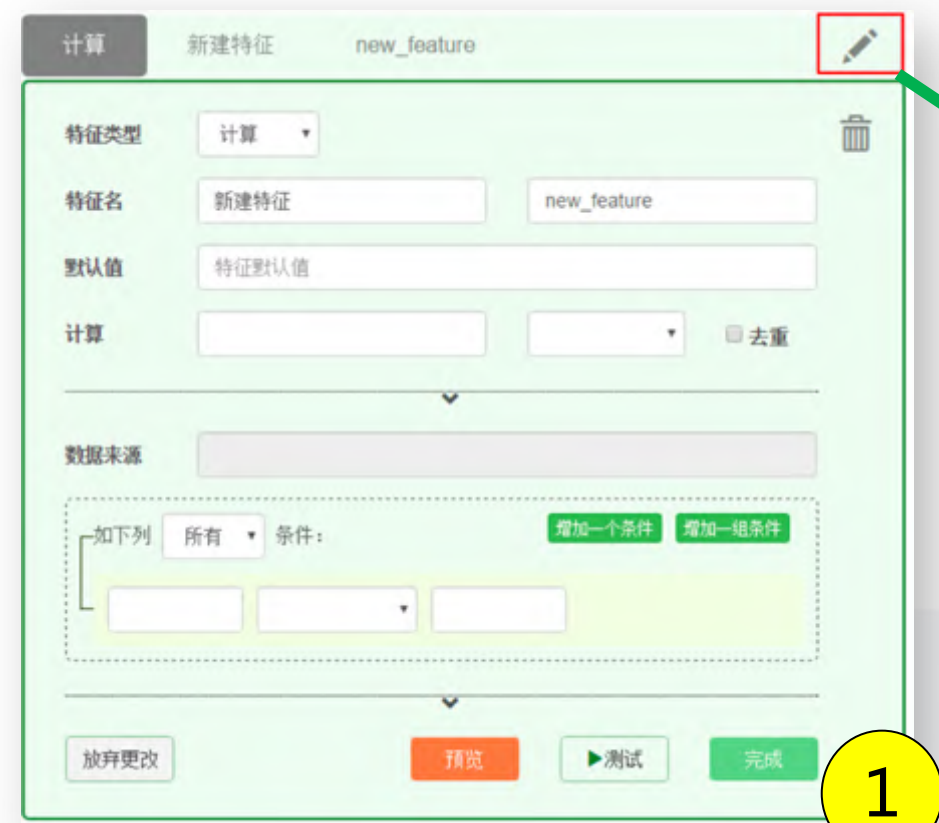 计算 新建特征 new_feature
特征类型 计算
特征名 新建特征 new_feature
默认值 特征默认值
计算 去重
数据来源
如下列 所有 条件： 增加一个条件 增加一组条件
放弃更改 预览 测试 完成
1